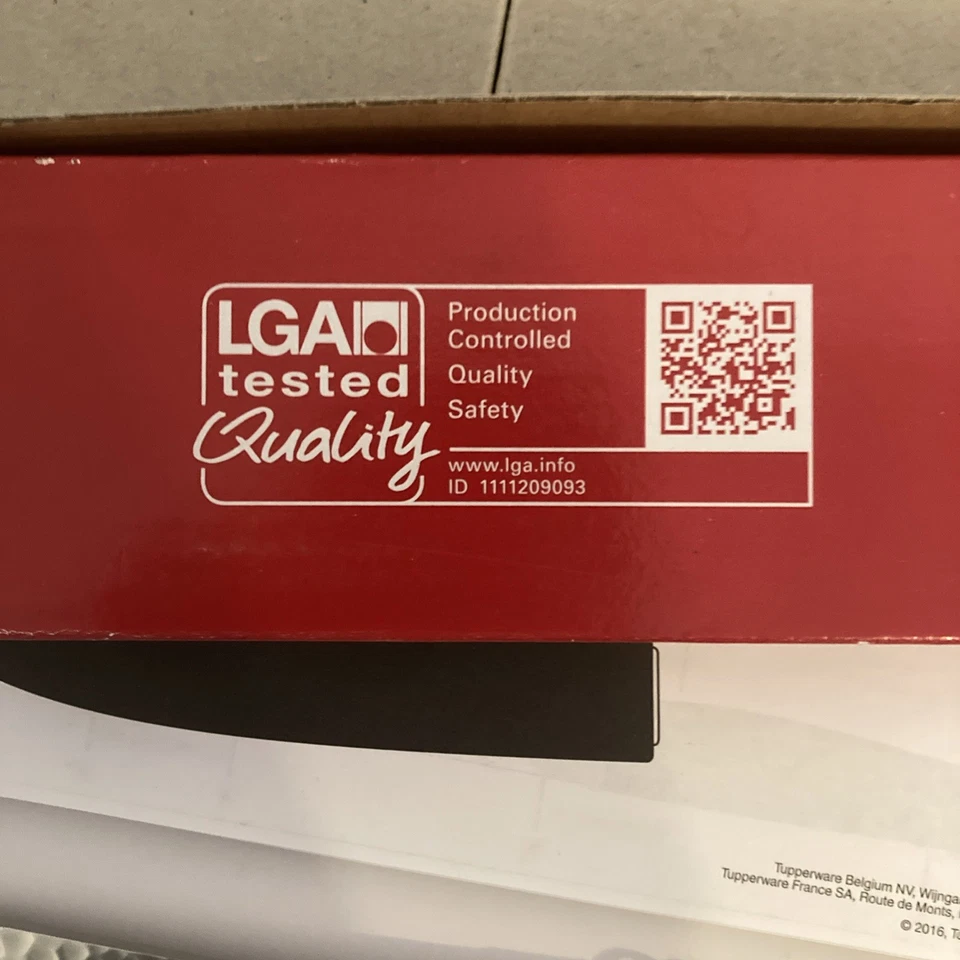 LGA
tested
Quality
Production
Controlled
Quality
Safety
www.lga.info
ID 1111209093
Tupperware Belgium NV,
Tupperware France SA, Route de Monts,
© 2016,